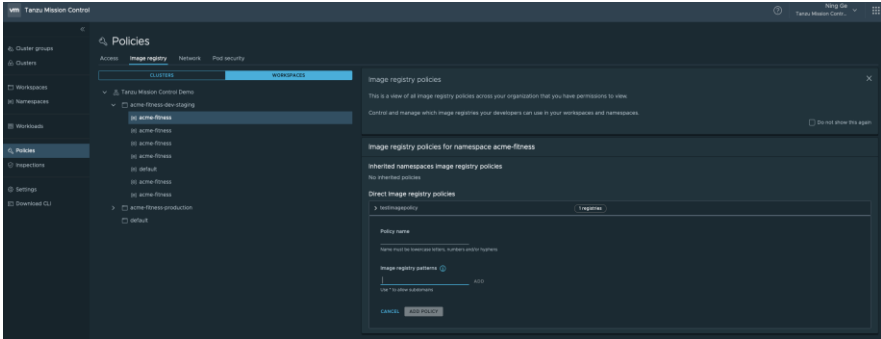 vm Tanzu Mission Control
Ning Ge
Tanzu Mission Contr...
Cluster groups
Clusters
Workspaces
Namespaces
Workloads
Policies
Inspections
Settings
Download CLI
Policies
Access Image registry Network Pod security
CLUSTERS WORKSPACES
Tanzu Mission Control Demo
acme-fitness-dev-staging
acme-fitness
acme-fitness
acme-fitness
acme-fitness
default
acme-fitness
acme-fitness
acme-fitness-production
default
Image registry policies
This is a view of all image registry policies across your organization that you have permissions to view.
Control and manage which image registries your developers can use in your workspaces and namespaces.
Do not show this again
Image registry policies for namespace acme-fitness
Inherited namespaces image registry policies
No inherited policies
Direct image registry policies
testimagepolicy 1 registries
Policy name
Name must be lowercase letters, numbers and/or hyphens
Image registry patterns
ADD
Use * to allow subdomains
CANCEL ADD POLICY